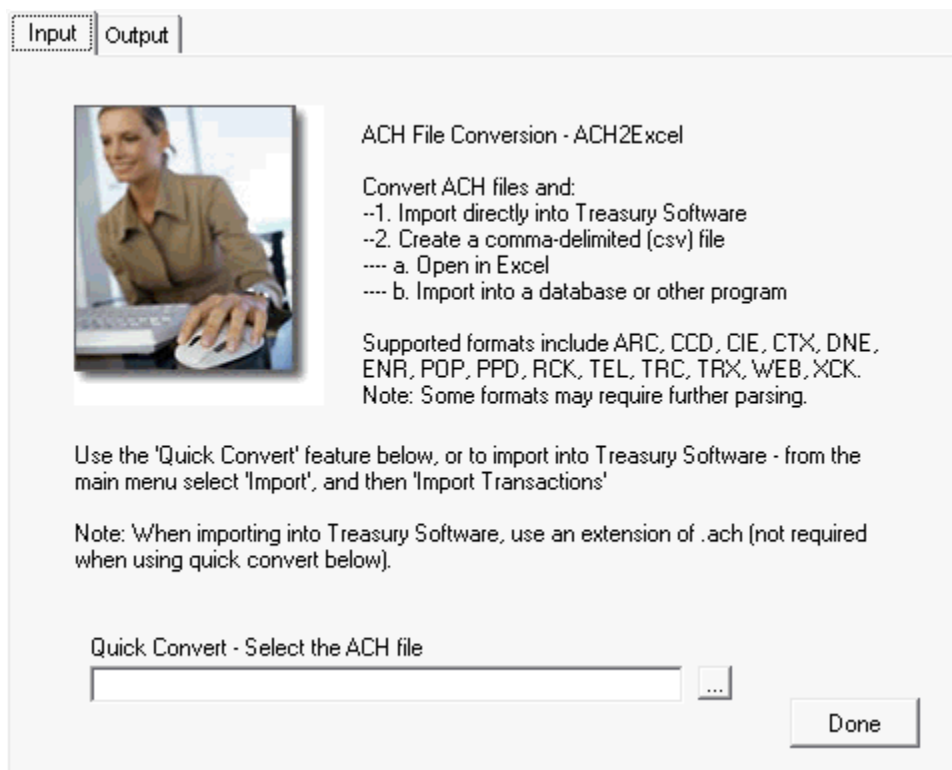 Input Output
ACH File Conversion - ACH2Excel
Convert ACH files and:
--1. Import directly into Treasury Software
--2. Create a comma-delimited (csv) file
---- a. Open in Excel
---- b. Import into a database or other program
Supported formats include ARC, CCD, CIE, CTX, DNE,
ENR, POP, PPD, RCK, TEL, TRC, TRX, WEB, XCK.
Note: Some formats may require further parsing.
Use the 'Quick Convert' feature below, or to import into Treasury Software - from the
main menu select 'Import', and then 'Import Transactions'
Note: When importing into Treasury Software, use an extension of .ach (not required
when using quick convert below).
Quick Convert - Select the ACH file
...
Done